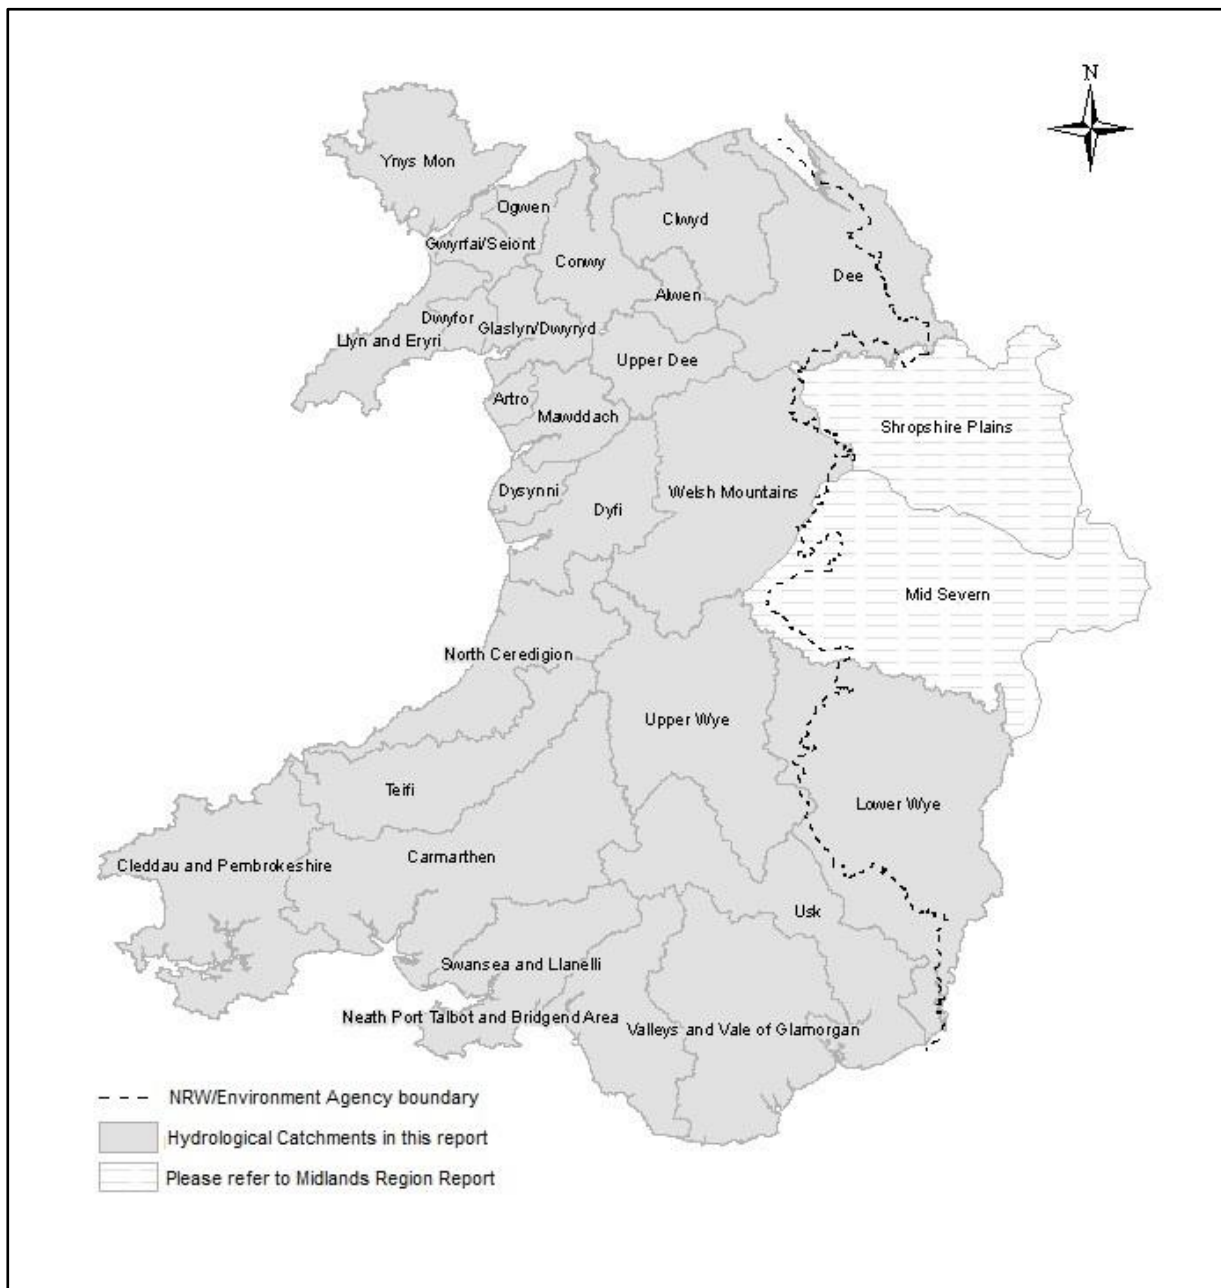 N
Ynys Mon
Ogwen
Clwyd
Gwyrfai/Seiont
Conwy
Dee
Alwen
Dwyfor
Glaslyn/Dwyryd
Llyn and Eryri
Upper Dee
Artro
Mawddach
Shropshire Plains
Dysynni
Welsh Mountains
Dyfi
Mid Severn
North Ceredigion
Upper Wye
Teifi
Lower Wye
Carmarthen
Cleddau and Pembrokeshire
Usk
Swansea and Llanelli
Neath Port Talbot and Bridgend Area
Valleys and Vale of Glamorgan
NRW/Environment Agency boundary
Hydrological Catchments in this report
Please refer to Midlands Region Report